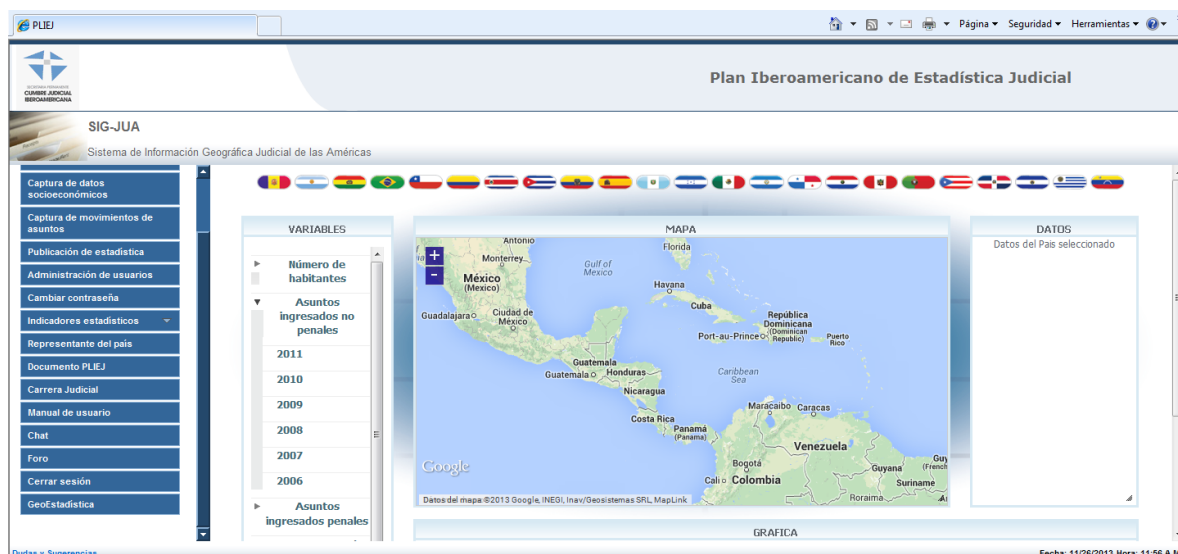 PLIEJ
Página
Seguridad
Herramientas
SECRETARÍA PERMANENTE
CUMBRE JUDICIAL
IBEROAMERICANA
Plan Iberoamericano de Estadística Judicial
SIG-JUA
Sistema de Información Geográfica Judicial de las Américas
Captura de datos
socioeconómicos
Captura de movimientos de
asuntos
Publicación de estadística
Administración de usuarios
Cambiar contraseña
Indicadores estadísticos
Representante del país
Documento PLIEJ
Carrera Judicial
Manual de usuario
Chat
Foro
Cerrar sesión
GeoEstadística
VARIABLES
Número de
habitantes
Asuntos
ingresados no
penales
2011
2010
2009
2008
2007
2006
Asuntos
ingresados penales
MAPA
+
-
Antonio
Florida
Monterrey
Gulf of
Mexico
México
(Mexico)
Havana
Guadalajara
Ciudad de
México
Cuba
República
Dominicana
(Dominican
Republic)
Port-au-Prince
Puerto
Rico
Guatemala
Guatemala
Honduras
Caribbean
Sea
Nicaragua
Maracaibo
Caracas
Costa Rica
Panamá
(Panama)
Venezuela
Bogotá
Guyana
Guy
(French
Cali
Colombia
Suriname
Roraima
Google
Datos del mapa ©2013 Google, INEGI, Inav/Geosistemas SRL, MapLink
GRAFICA
DATOS
Datos del Pais seleccionado
Dudas y Sugerencias
Fecha: 11/26/2013 Hora: 11:56 A.M